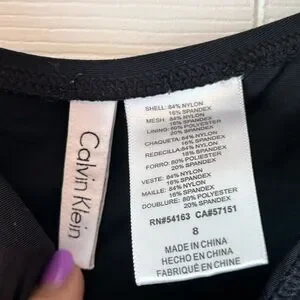 Calvin Klein
SHELL: 84% NYLON
16% SPANDEX
MESH: 84% NYLON
16% SPANDEX
LINING: 80% POLYESTER
20% SPANDEX
CHAQUETA: 84% NYLON
16% SPANDEX
REDECILLA: 84% NYLON
16% SPANDEX
FORRO: 80% POLYESTER
20% SPANDEX
VESTE: 84% NYLON
16% SPANDEX
MAILLE: 84% NYLON
16% SPANDEX
DOUBLURE: 80% POLYESTER
20% SPANDEX
RN#54163 CA#57151
8
MADE IN CHINA
HECHO EN CHINA
FABRIQUÉ EN CHINE